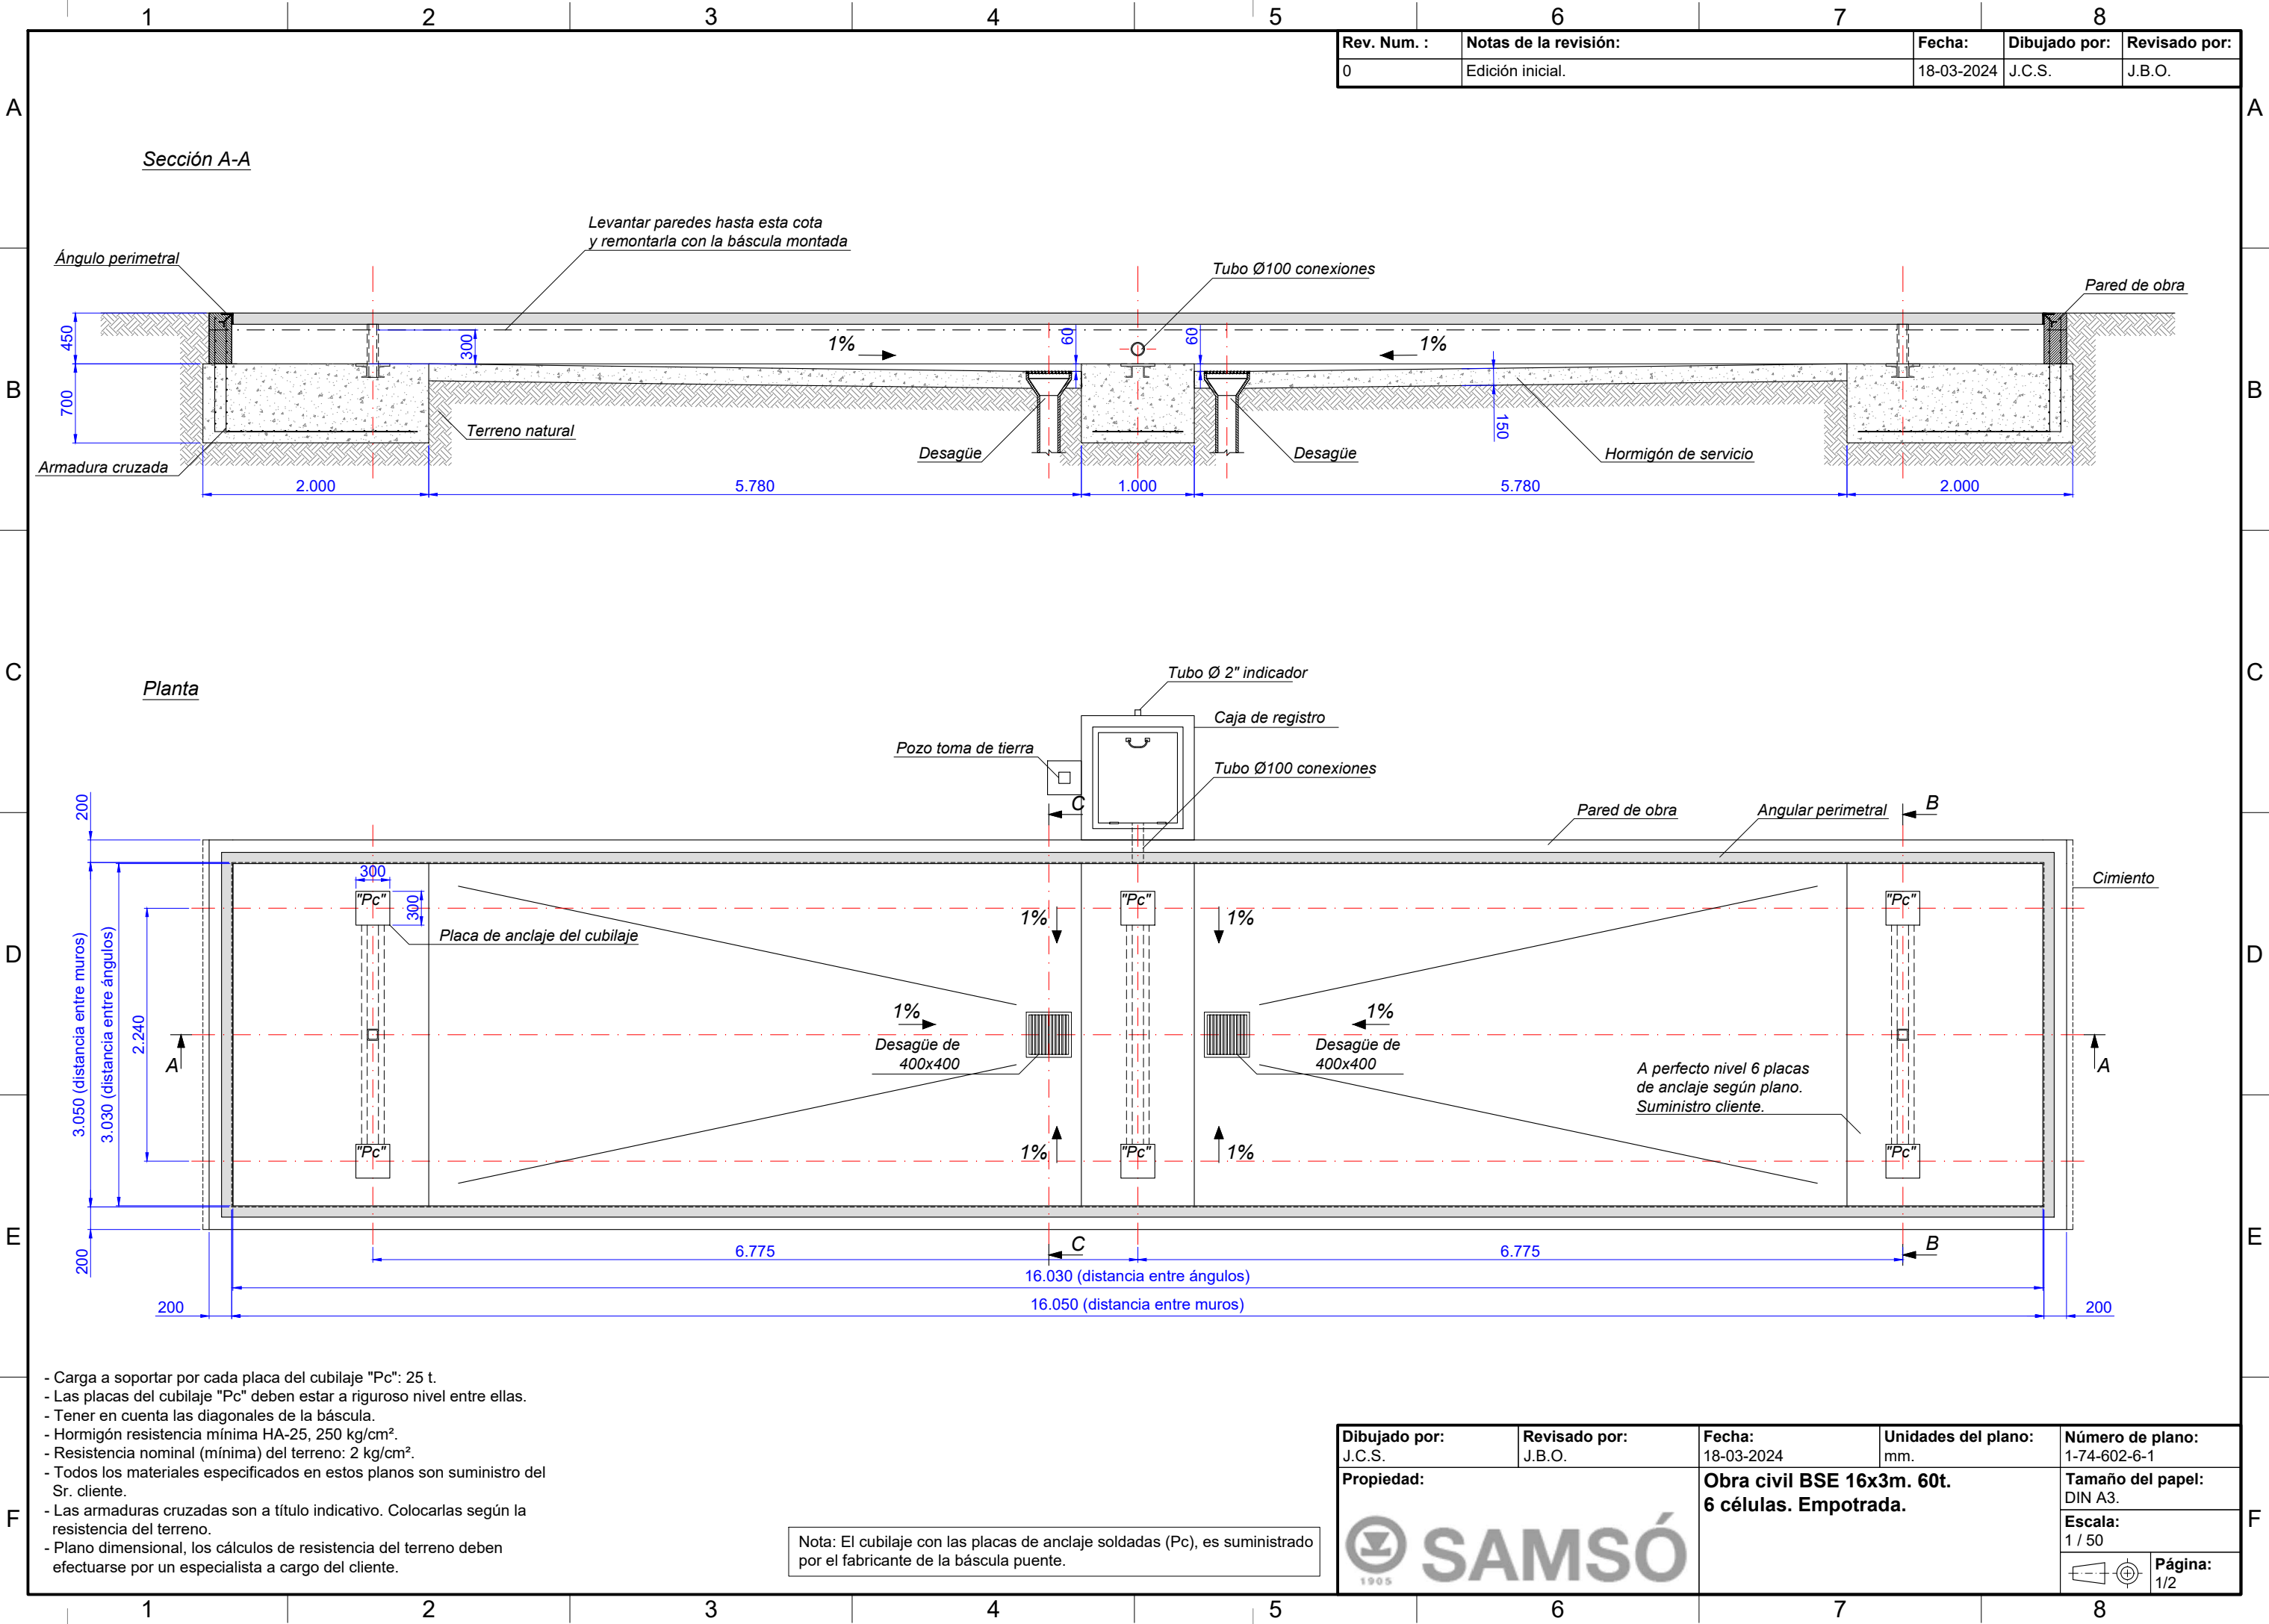 1 2 3 4 5 6 7 8
Rev. Num. : Notas de la revisión: Fecha: Dibujado por: Revisado por:
0 Edición inicial. 18-03-2024 J.C.S. J.B.O.
A A
Sección A-A
Levantar paredes hasta esta cota
y remontarla con la báscula montada
Ángulo perimetral
Tubo Ø100 conexiones
Pared de obra
450
300
1%
60
60
1%
B B
700
150
Terreno natural
Desagüe
Desagüe
Hormigón de servicio
Armadura cruzada
2.000 5.780 1.000 5.780 2.000
C C
Planta
Tubo Ø 2" indicador
Caja de registro
Pozo toma de tierra
Tubo Ø100 conexiones
200
C
Pared de obra
Angular perimetral
B
300
"Pc" "Pc" "Pc"
300
Cimiento
1% 1%
Placa de anclaje del cubilaje
D D
3.050 (distancia entre muros)
3.030 (distancia entre ángulos)
2.240
1% 1%
Desagüe de
400x400
Desagüe de
400x400
A A
A perfecto nivel 6 placas
de anclaje según plano.
Suministro cliente.
"Pc" "Pc" "Pc"
1% 1%
E E
200
C
B
6.775 6.775
16.030 (distancia entre ángulos)
200 16.050 (distancia entre muros) 200
- Carga a soportar por cada placa del cubilaje "Pc": 25 t.
- Las placas del cubilaje "Pc" deben estar a riguroso nivel entre ellas.
- Tener en cuenta las diagonales de la báscula.
- Hormigón resistencia mínima HA-25, 250 kg/cm².
- Resistencia nominal (mínima) del terreno: 2 kg/cm².
- Todos los materiales especificados en estos planos son suministro del
Sr. cliente.
- Las armaduras cruzadas son a título indicativo. Colocarlas según la
resistencia del terreno.
- Plano dimensional, los cálculos de resistencia del terreno deben
efectuarse por un especialista a cargo del cliente.
F F
Nota: El cubilaje con las placas de anclaje soldadas (Pc), es suministrado
por el fabricante de la báscula puente.
Dibujado por: Revisado por: Fecha: Unidades del plano: Número de plano:
J.C.S. J.B.O. 18-03-2024 mm. 1-74-602-6-1
Propiedad:
SAMSÓ
1905
Obra civil BSE 16x3m. 60t.
6 células. Empotrada.
Tamaño del papel:
DIN A3.
Escala:
1 / 50
Página:
1/2
1 2 3 4 5 6 7 8